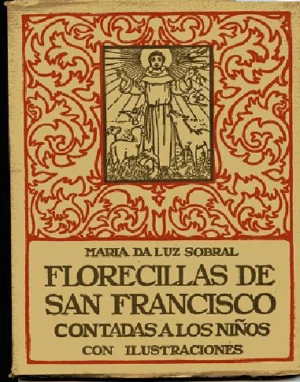 MARIA DA LUZ SOBRAL
FLORECILLAS DE
SAN FRANCISCO
CONTADAS A LOS NIÑOS
CON ILUSTRACIONES